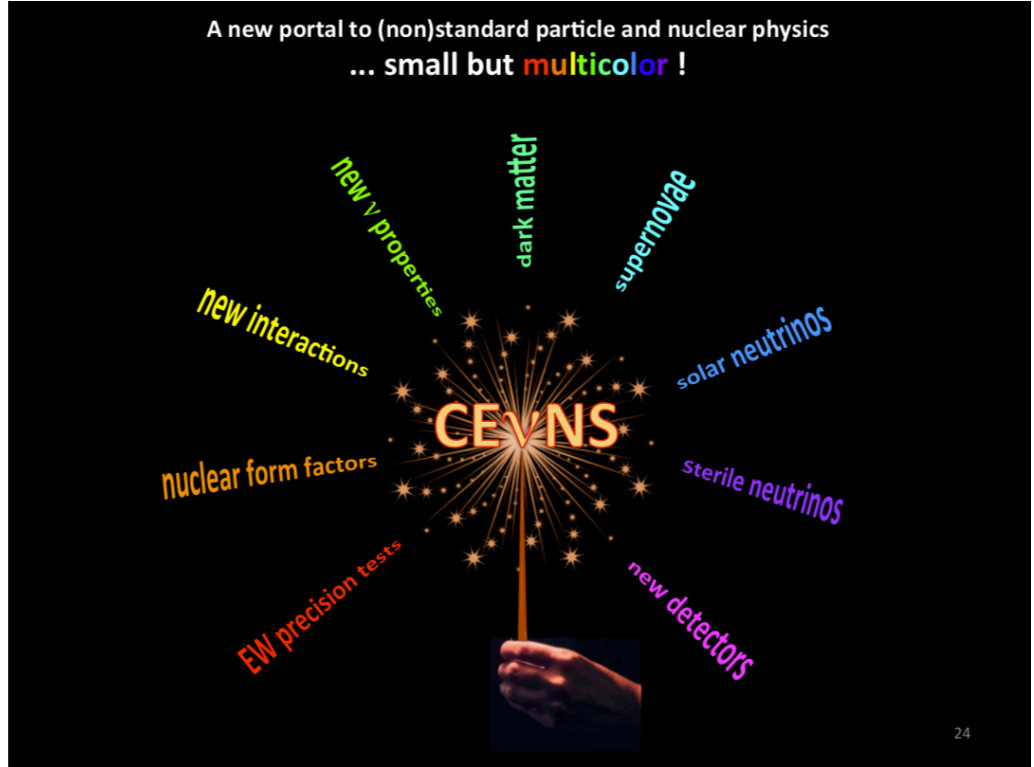 A new portal to (non)standard particle and nuclear physics
... small but multicolor !
EW precision tests
nuclear form factors
new interactions
new ν properties
dark matter
supernovae
solar neutrinos
sterile neutrinos
new detectors
CEνNS
24